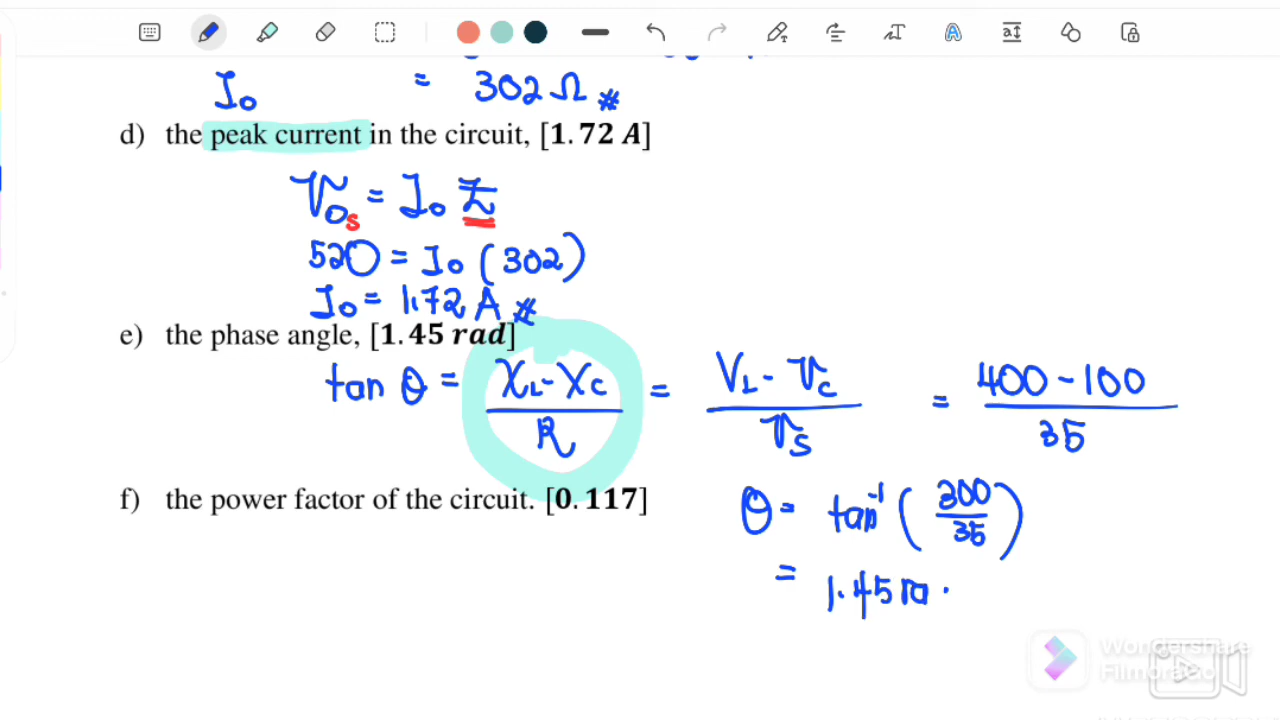 I₀ = 302 Ω #
d) the peak current in the circuit, [1.72 A]
V₀s = I₀ Z
520 = I₀ (302)
I₀ = 1.72 A #
e) the phase angle, [1.45 rad]
tan θ = (X_L - X_C)/R = (V_L - V_C)/V_S = (400 - 100)/35
f) the power factor of the circuit. [0.117]
θ = tan⁻¹ (300/35)
= 1.45
Wondershare
FilmoraGo